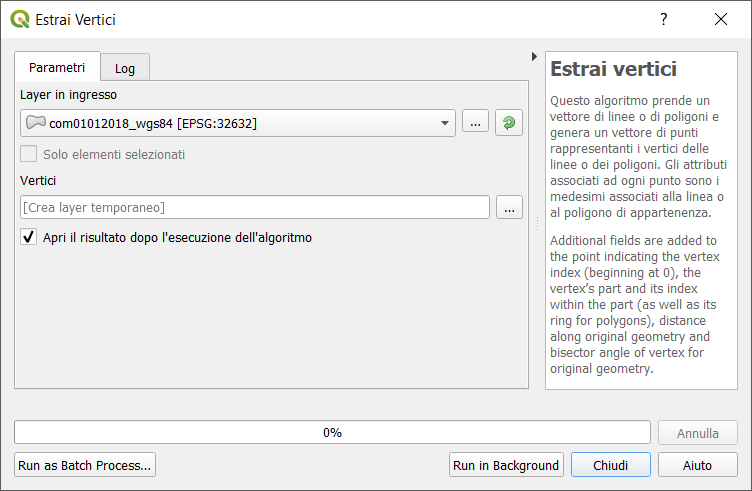 Estrai Vertici
Parametri
Log
Layer in ingresso
com01012018_wgs84 [EPSG:32632]
...
Solo elementi selezionati
Vertici
[Crea layer temporaneo]
...
Apri il risultato dopo l'esecuzione dell'algoritmo
Estrai vertici
Questo algoritmo prende un
vettore di linee o di poligoni e
genera un vettore di punti
rappresentanti i vertici delle
linee o dei poligoni. Gli attributi
associati ad ogni punto sono i
medesimi associati alla linea o
al poligono di appartenenza.
Additional fields are added to
the point indicating the vertex
index (beginning at 0), the
vertex's part and its index
within the part (as well as its
ring for polygons), distance
along original geometry and
bisector angle of vertex for
original geometry.
0%
Annulla
Run as Batch Process...
Run in Background
Chiudi
Aiuto